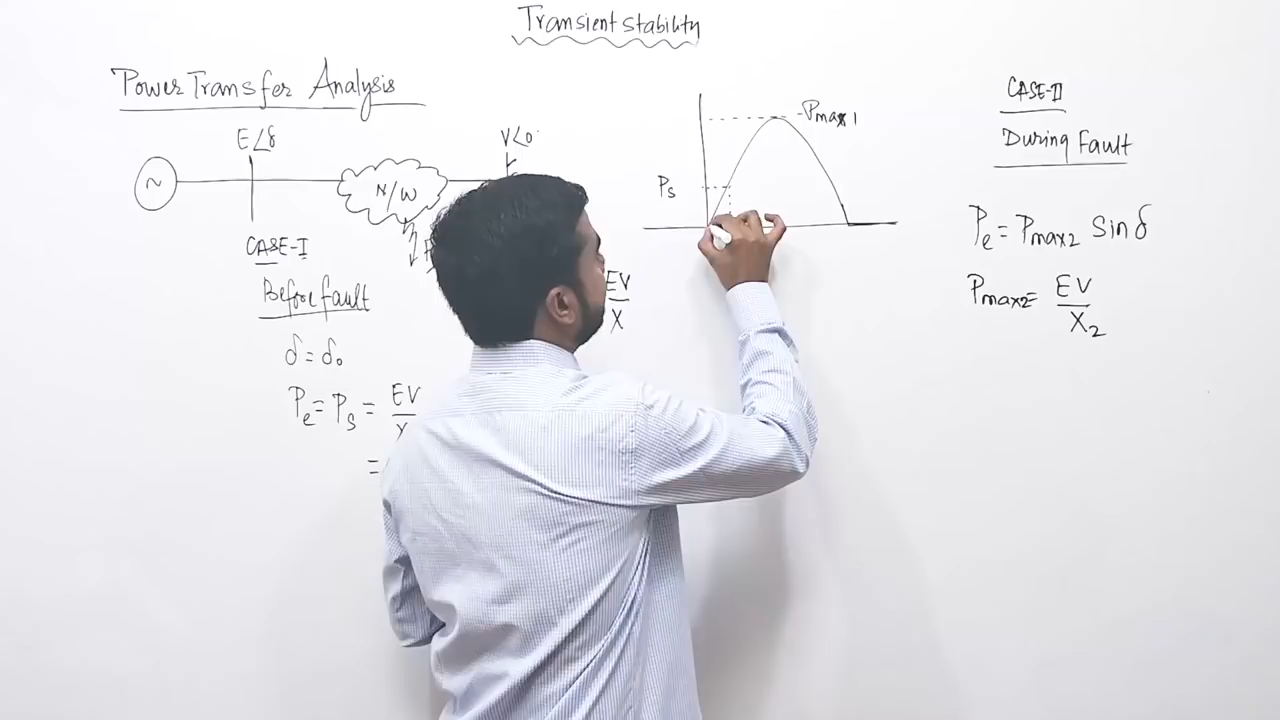 Transient stability
Power Transfer Analysis
E∠δ
V∠0
~
N/W
CASE-I
Before fault
δ = δ₀
Pe = Ps = EV
=
EV
X
Pmax1
Ps
CASE-II
During Fault
Pe = Pmax2 Sin δ
Pmax2 = EV
X2